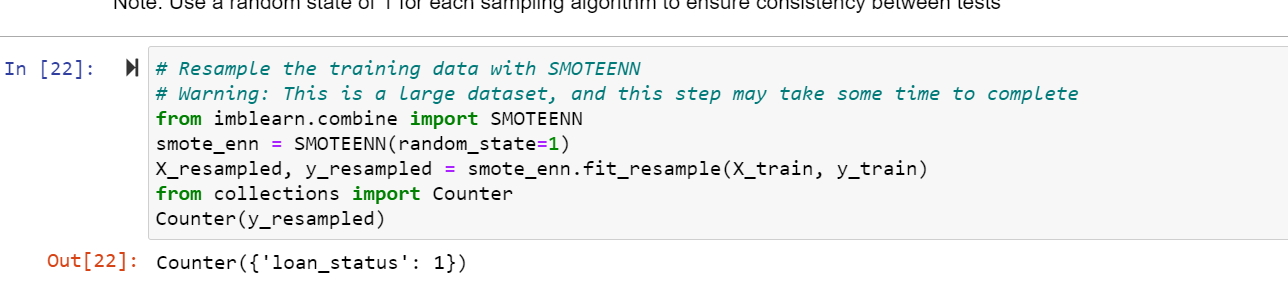 Note: Use a random state of 1 for each sampling algorithm to ensure consistency between tests
In [22]:
# Resample the training data with SMOTEENN
# Warning: This is a large dataset, and this step may take some time to complete
from imblearn.combine import SMOTEENN
smote_enn = SMOTEENN(random_state=1)
X_resampled, y_resampled = smote_enn.fit_resample(X_train, y_train)
from collections import Counter
Counter(y_resampled)
Out[22]: Counter({'loan_status': 1})